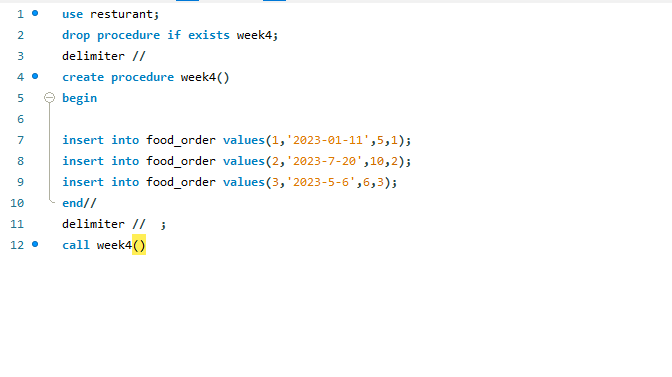 1 use resturant;
2 drop procedure if exists week4;
3 delimiter //
4 create procedure week4()
5 begin
6
7 insert into food_order values(1,'2023-01-11',5,1);
8 insert into food_order values(2,'2023-7-20',10,2);
9 insert into food_order values(3,'2023-5-6',6,3);
10 end//
11 delimiter //  ;
12 call week4()